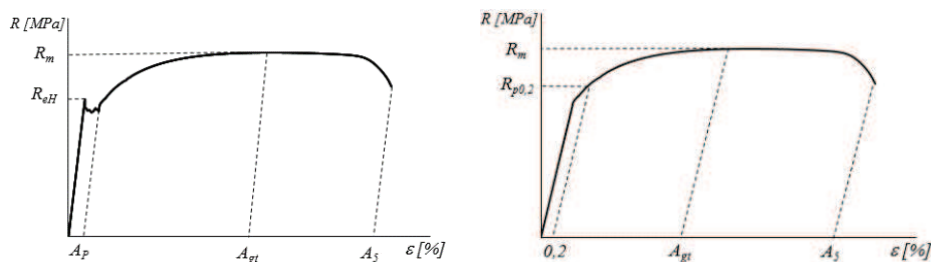 R [MPa]
R_m
R_eH
A_P
A_gt
A_5
ε [%]
R [MPa]
R_m
R_p0,2
0,2
A_gt
A_5
ε [%]